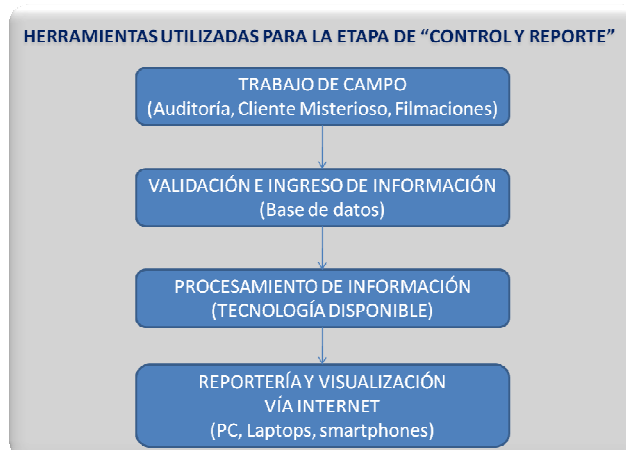 HERRAMIENTAS UTILIZADAS PARA LA ETAPA DE “CONTROL Y REPORTE”
TRABAJO DE CAMPO
(Auditoría, Cliente Misterioso, Filmaciones)
VALIDACIÓN E INGRESO DE INFORMACIÓN
(Base de datos)
PROCESAMIENTO DE INFORMACIÓN
(TECNOLOGÍA DISPONIBLE)
REPORTERÍA Y VISUALIZACIÓN
VÍA INTERNET
(PC, Laptops, smartphones)